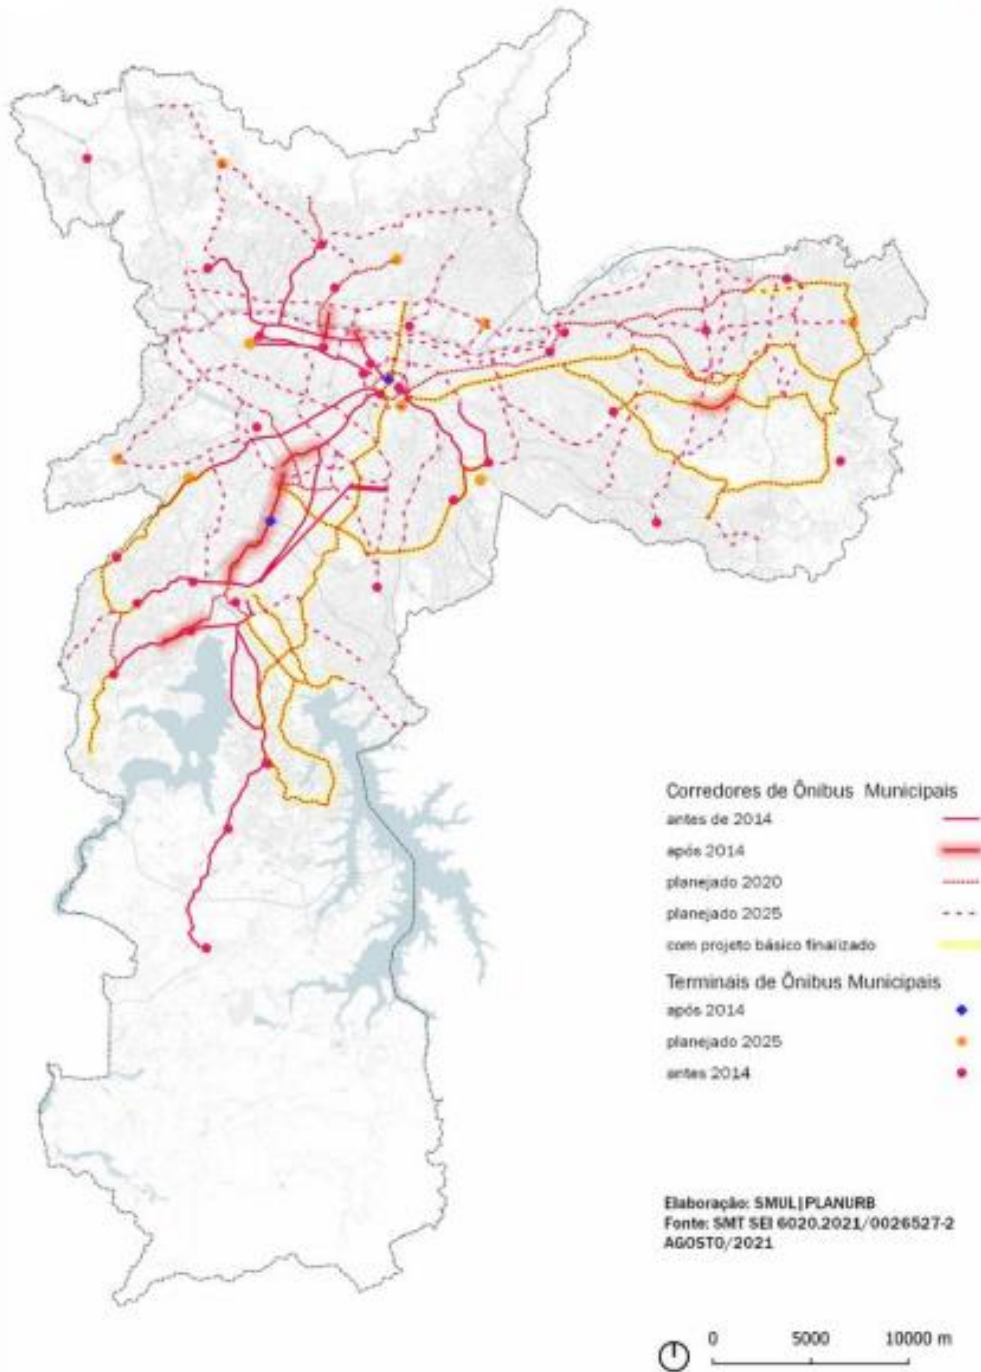 Corredores de Ônibus Municipais
antes de 2014
após 2014
planejado 2020
planejado 2025
com projeto básico finalizado
Terminais de Ônibus Municipais
após 2014
planejado 2025
antes 2014
Elaboração: SMUL|PLANURB
Fonte: SMT SEI 6020.2021/0026527-2
AGOSTO/2021
0 5000 10000 m